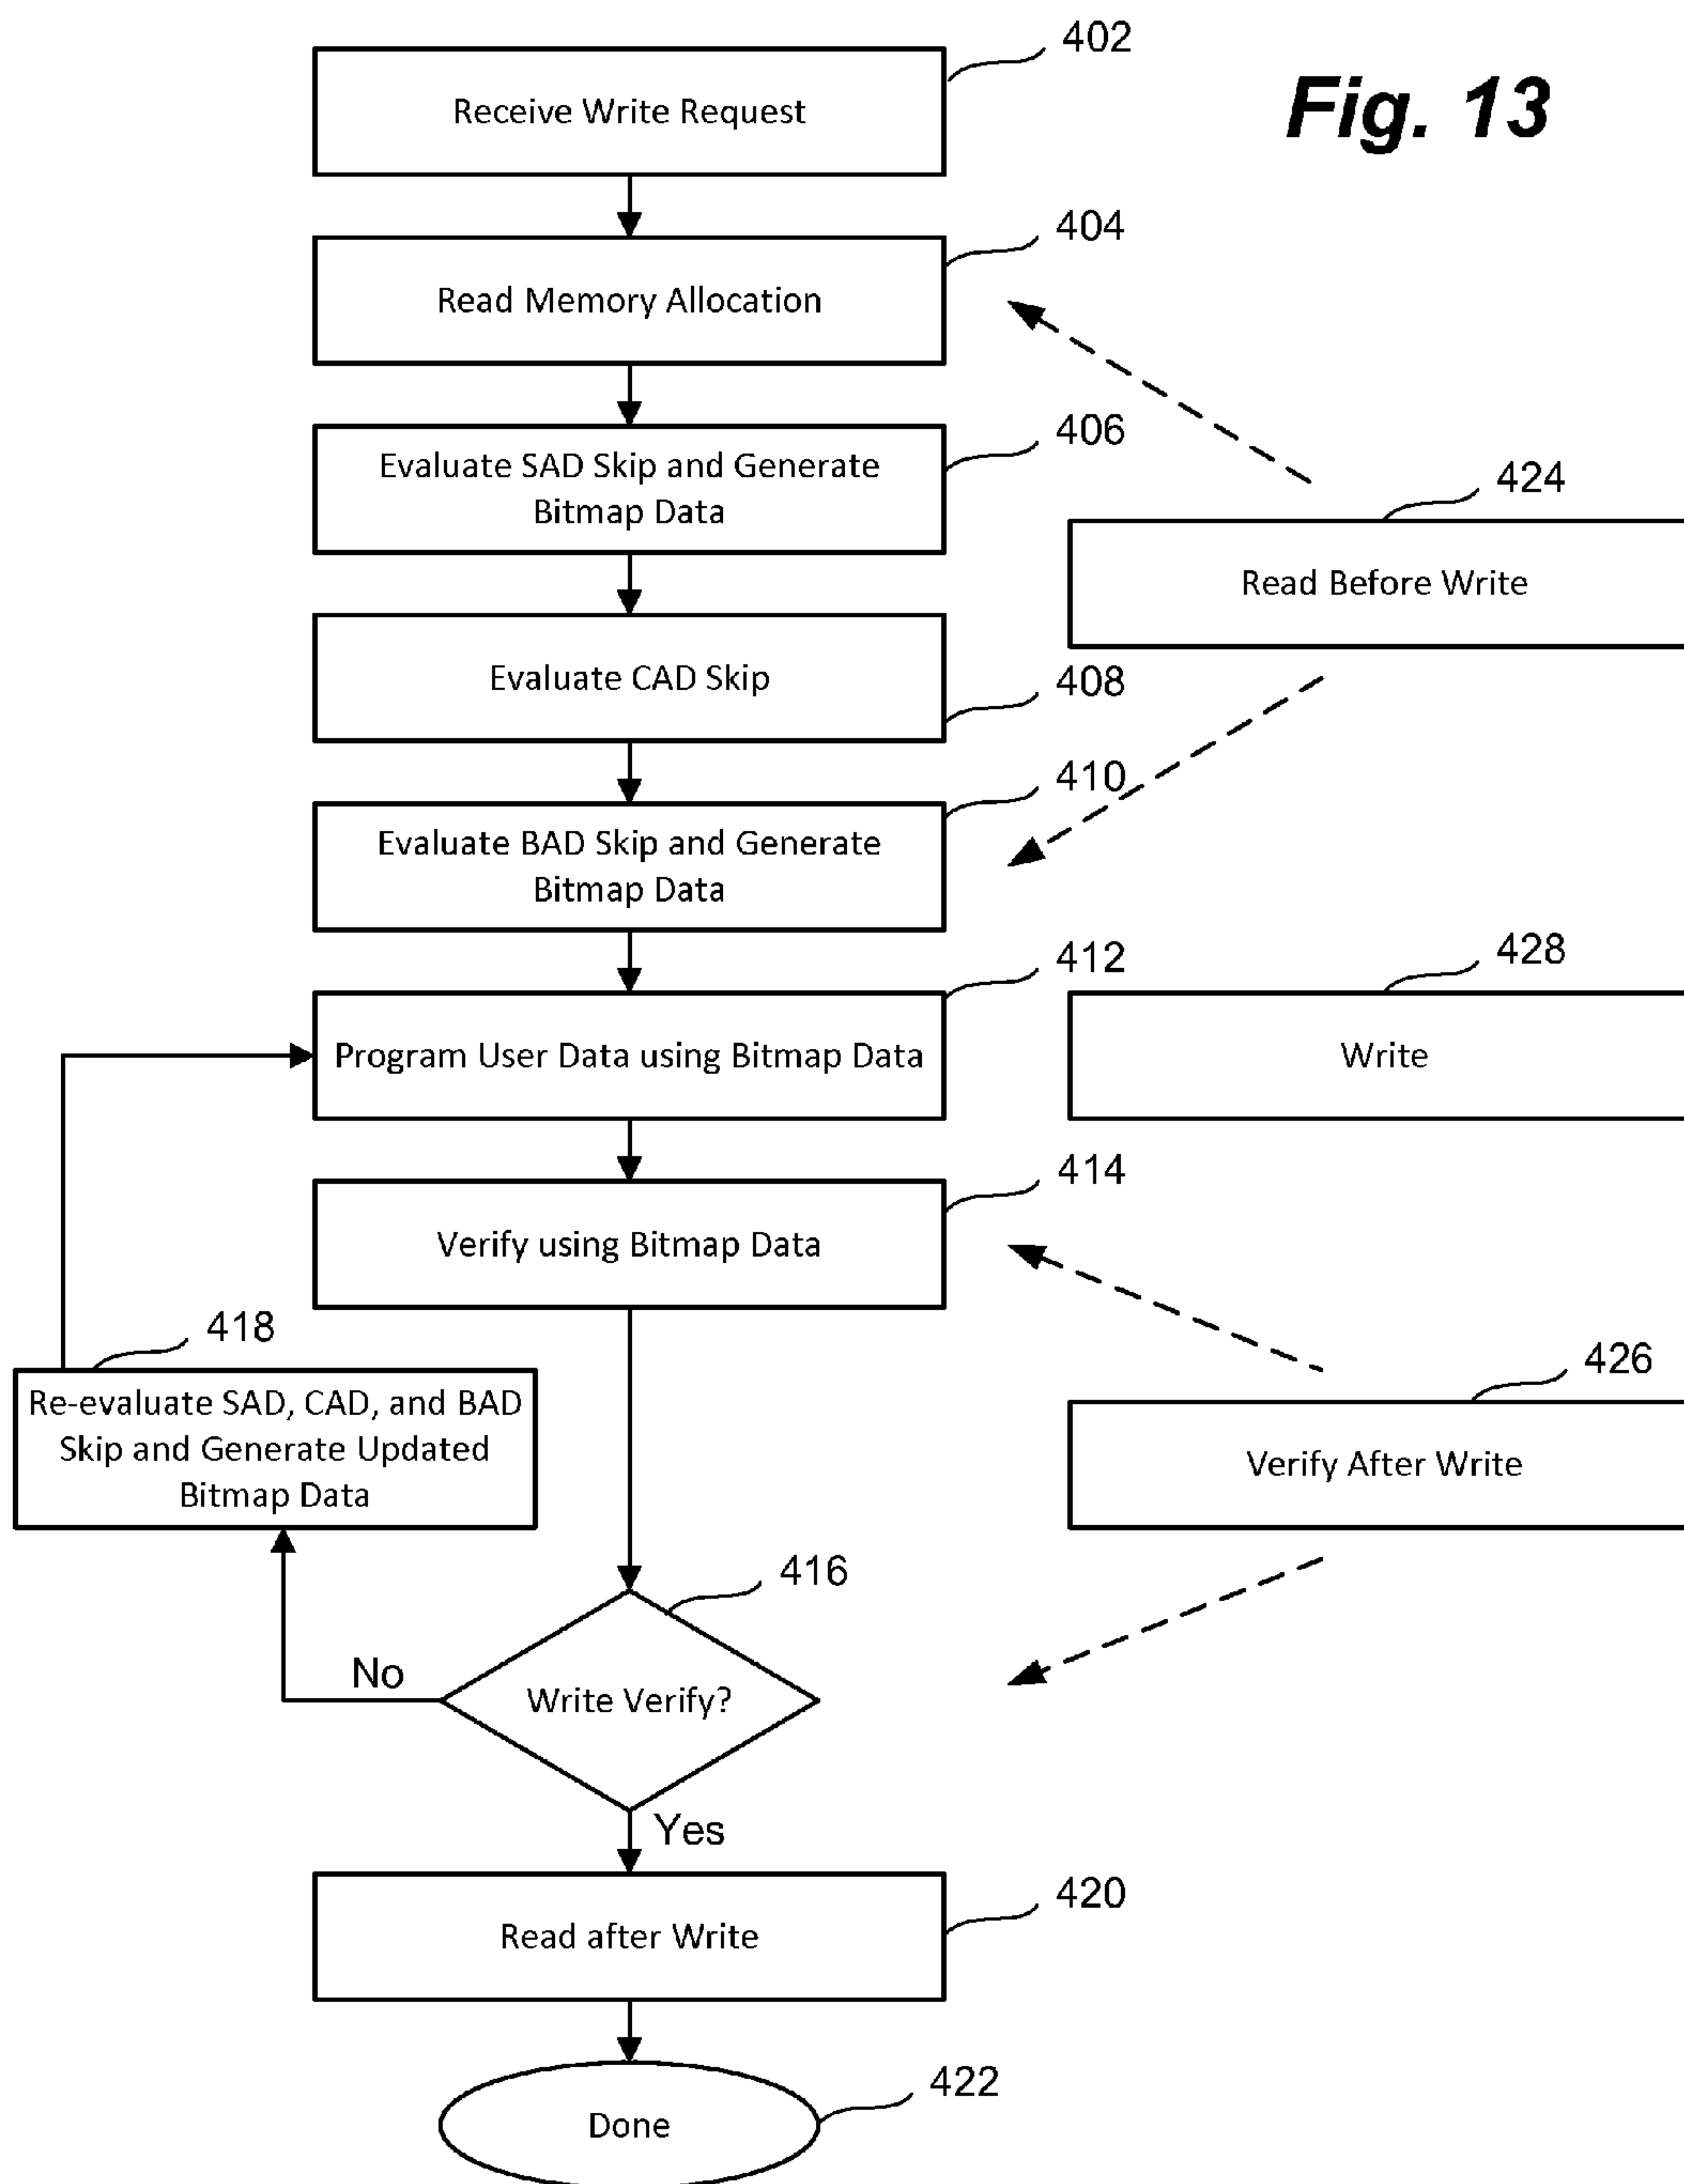 402
Fig. 13
Receive Write Request
404
Read Memory Allocation
406
Evaluate SAD Skip and Generate
Bitmap Data
424
Read Before Write
Evaluate CAD Skip
408
410
Evaluate BAD Skip and Generate
Bitmap Data
412
428
Program User Data using Bitmap Data
Write
414
Verify using Bitmap Data
418
Re-evaluate SAD, CAD, and BAD
Skip and Generate Updated
Bitmap Data
426
Verify After Write
416
No
Write Verify?
Yes
420
Read after Write
422
Done